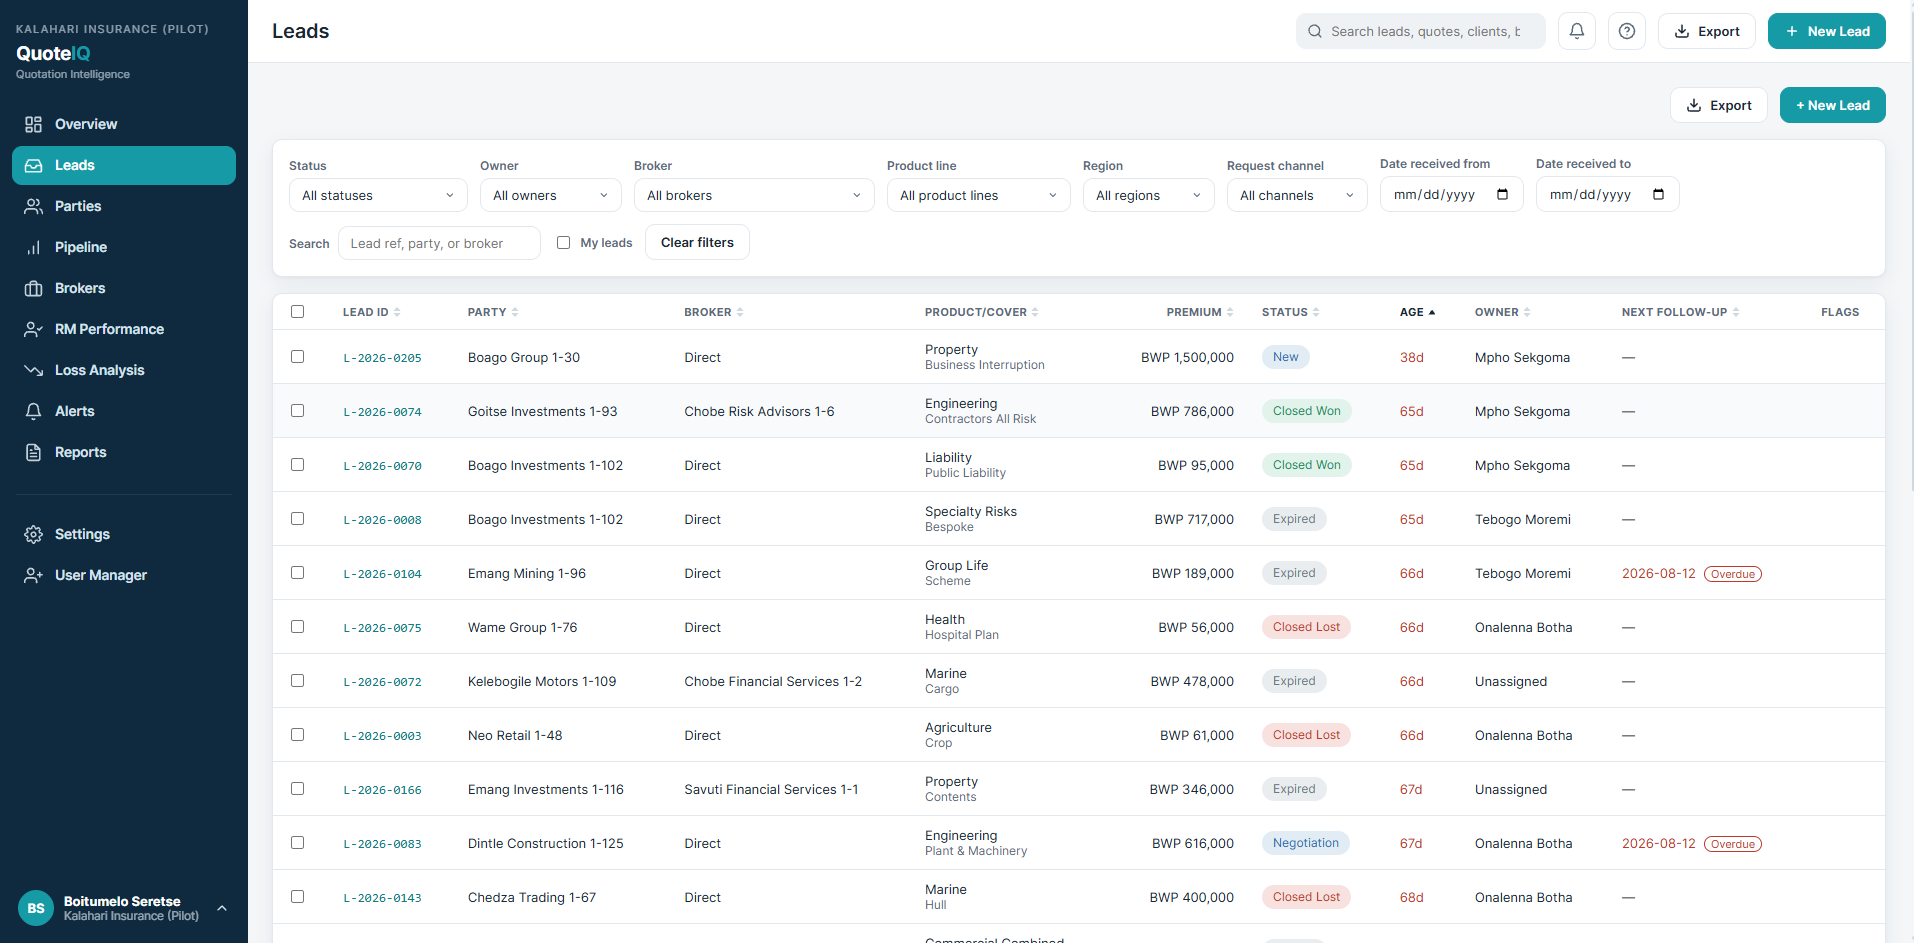 KALAHARI INSURANCE (PILOT)
QuoteIQ
Quotation Intelligence
Overview
Leads
Parties
Pipeline
Brokers
RM Performance
Loss Analysis
Alerts
Reports
Settings
User Manager
BS
Boitumelo Seretse
Kalahari Insurance (Pilot)
Leads
Search leads, quotes, clients, b
Export
+ New Lead
Export
+ New Lead
Status
Owner
Broker
Product line
Region
Request channel
Date received from
Date received to
All statuses
All owners
All brokers
All product lines
All regions
All channels
mm/dd/yyyy
mm/dd/yyyy
Search
Lead ref, party, or broker
My leads
Clear filters
LEAD ID PARTY BROKER PRODUCT/COVER PREMIUM STATUS AGE OWNER NEXT FOLLOW-UP FLAGS
L-2026-0205 Boago Group 1-30 Direct Property BWP 1,500,000 New 38d Mpho Sekgoma —
Business Interruption
L-2026-0074 Goitse Investments 1-93 Chobe Risk Advisors 1-6 Engineering BWP 786,000 Closed Won 65d Mpho Sekgoma —
Contractors All Risk
L-2026-0070 Boago Investments 1-102 Direct Liability BWP 95,000 Closed Won 65d Mpho Sekgoma —
Public Liability
L-2026-0008 Boago Investments 1-102 Direct Specialty Risks BWP 717,000 Expired 65d Tebogo Moremi —
Bespoke
L-2026-0104 Emang Mining 1-96 Direct Group Life BWP 189,000 Expired 66d Tebogo Moremi 2026-08-12 Overdue
Scheme
L-2026-0075 Wame Group 1-76 Direct Health BWP 56,000 Closed Lost 66d Onalenna Botha —
Hospital Plan
L-2026-0072 Kelebogile Motors 1-109 Chobe Financial Services 1-2 Marine BWP 478,000 Expired 66d Unassigned —
Cargo
L-2026-0003 Neo Retail 1-48 Direct Agriculture BWP 61,000 Closed Lost 66d Onalenna Botha —
Crop
L-2026-0166 Emang Investments 1-116 Savuti Financial Services 1-1 Property BWP 346,000 Expired 67d Unassigned —
Contents
L-2026-0083 Dintle Construction 1-125 Direct Engineering BWP 616,000 Negotiation 67d Onalenna Botha 2026-08-12 Overdue
Plant & Machinery
L-2026-0143 Chedza Trading 1-67 Direct Marine BWP 400,000 Closed Lost 68d Onalenna Botha —
Hull
Commercial Combined